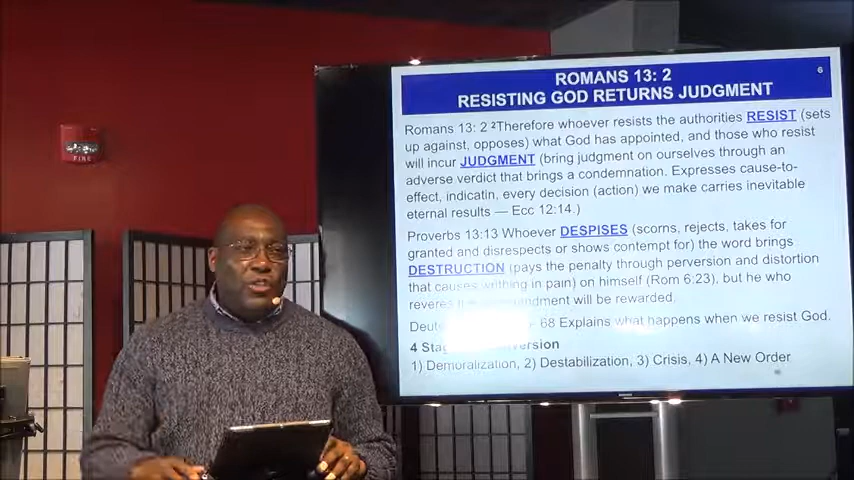 FIRE
6
ROMANS 13: 2
RESISTING GOD RETURNS JUDGMENT
Romans 13: 2 ²Therefore whoever resists the authorities RESIST (sets
up against, opposes) what God has appointed, and those who resist
will incur JUDGMENT (bring judgment on ourselves through an
adverse verdict that brings a condemnation. Expresses cause-to-
effect, indicatin, every decision (action) we make carries inevitable
eternal results — Ecc 12:14.)
Proverbs 13:13 Whoever DESPISES (scorns, rejects, takes for
granted and disrespects or shows contempt for) the word brings
DESTRUCTION (pays the penalty through perversion and distortion
that causes writhing in pain) on himself (Rom 6:23), but he who
reveres will be rewarded.
68 Explains what happens when we resist God.
4
1) Demoralization, 2) Destabilization, 3) Crisis, 4) A New Order